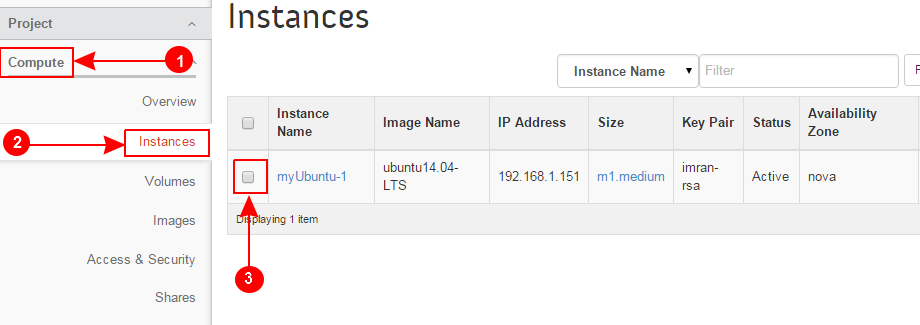 Instances
Project
Compute
1
Overview
2
Instances
Volumes
Images
Access & Security
Shares
Instance Name
Filter
Instance Name
Image Name
IP Address
Size
Key Pair
Status
Availability Zone
myUbuntu-1
ubuntu14.04-
LTS
192.168.1.151
m1.medium
imran-
rsa
Active
nova
Displaying 1 item
3